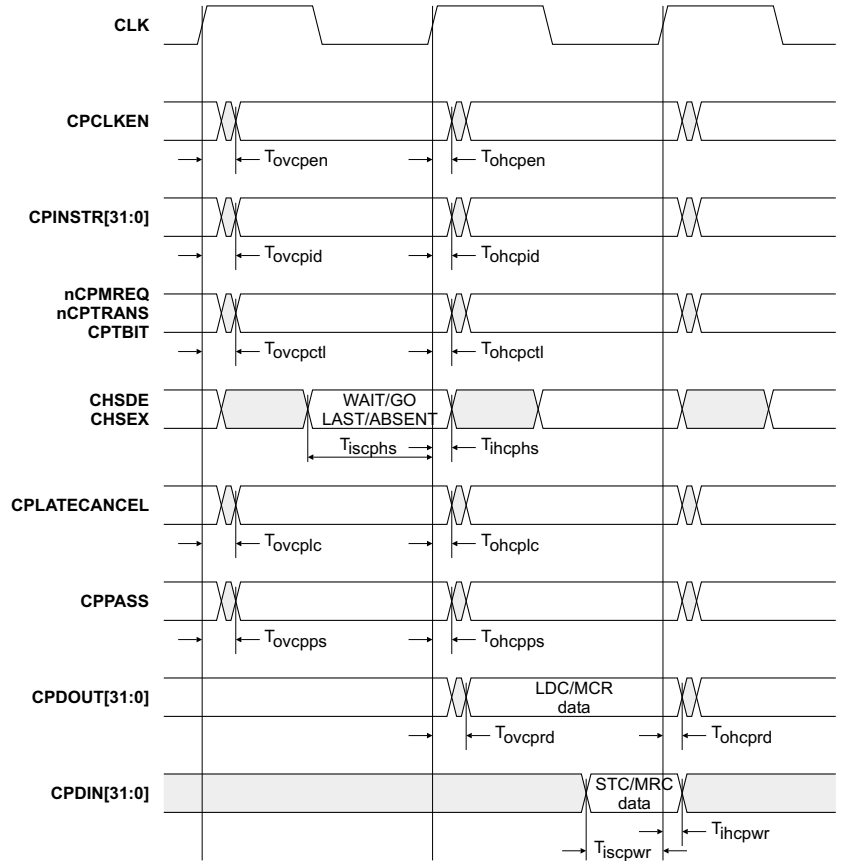 CLK
CPCLKEN
Tovcpen
Tohcpen
CPINSTR[31:0]
Tovcpid
Tohcpid
nCPMREQ
nCPTRANS
CPTBIT
Tovcpctl
Tohcpctl
CHSDE
CHSEX
WAIT/GO
LAST/ABSENT
Tiscphs
Tihcphs
CPLATECANCEL
Tovcplc
Tohcplc
CPPASS
Tovcpps
Tohcpps
CPDOUT[31:0]
LDC/MCR
data
Tovcprd
Tohcprd
CPDIN[31:0]
STC/MRC
data
Tihcpwr
Tiscpwr